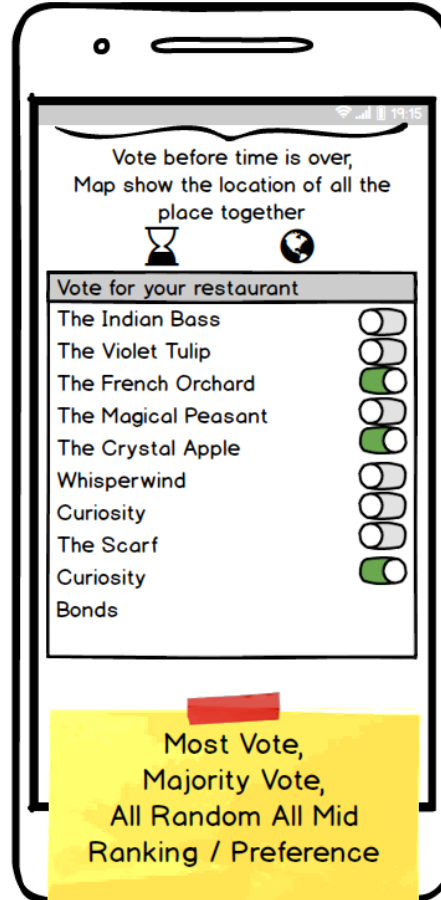 19:15
Vote before time is over,
Map show the location of all the
place together
Vote for your restaurant
The Indian Bass
The Violet Tulip
The French Orchard
The Magical Peasant
The Crystal Apple
Whisperwind
Curiosity
The Scarf
Curiosity
Bonds
Most Vote,
Majority Vote,
All Random All Mid
Ranking / Preference